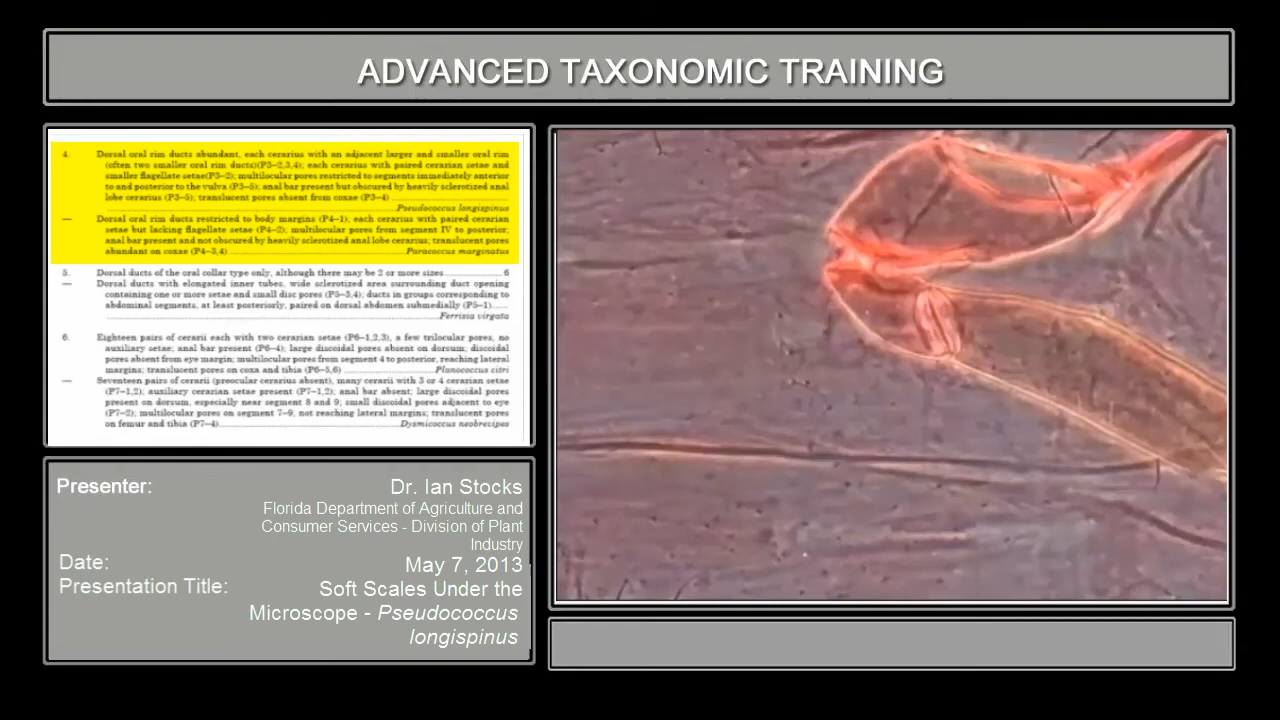 ADVANCED TAXONOMIC TRAINING
4. Dorsal oral rim ducts abundant, each cerarius with an adjacent larger and smaller oral rim
(often two smaller oral rim ducts)(P3–2,3,4); each cerarius with paired cerarian setae and
smaller flagellate setae(P3–2); multilocular pores restricted to segments immediately anterior
to and posterior to the vulva (P3–5); anal bar present but obscured by heavily sclerotized anal
lobe cerarius (P3–5); translucent pores absent from coxae (P3–4)
Pseudococcus longispinus
— Dorsal oral rim ducts restricted to body margins (P4–1); each cerarius with paired cerarian
setae but lacking flagellate setae (P4–2); multilocular pores from segment IV to posterior;
anal bar present and not obscured by heavily sclerotized anal lobe cerarius; translucent pores
abundant on coxae (P4–3,4) Paracoccus marginatus
5. Dorsal ducts of the oral collar type only, although there may be 2 or more sizes 6
— Dorsal ducts with elongated inner tubes, wide sclerotized area surrounding duct opening
containing one or more setae and small disc pores (P5–3,4); ducts in groups corresponding to
abdominal segments, at least posteriorly, paired on dorsal abdomen submedially (P5–1)
Ferrisia virgata
6. Eighteen pairs of cerarii each with two cerarian setae (P6–1,2,3), a few trilocular pores, no
auxiliary setae; anal bar present (P6–4); large discoidal pores absent on dorsum; discoidal
pores absent from eye margin; multilocular pores from segment 4 to posterior, reaching lateral
margins; translucent pores on coxa and tibia (P6–5,6) Planococcus citri
— Seventeen pairs of cerarii (preocular cerarius absent), many cerarii with 3 or 4 cerarian setae
(P7–1,2); auxiliary cerarian setae present (P7–1,2); anal bar absent; large discoidal pores
present on dorsum, especially near segment 8 and 9; small discoidal pores adjacent to eye
(P7–2); multilocular pores on segment 7–9, not reaching lateral margins; translucent pores
on femur and tibia (P7–4) Dysmicoccus neobrevipes
Presenter: Dr. Ian Stocks
Florida Department of Agriculture and
Consumer Services - Division of Plant
Industry
Date: May 7, 2013
Presentation Title: Soft Scales Under the
Microscope - Pseudococcus
longispinus